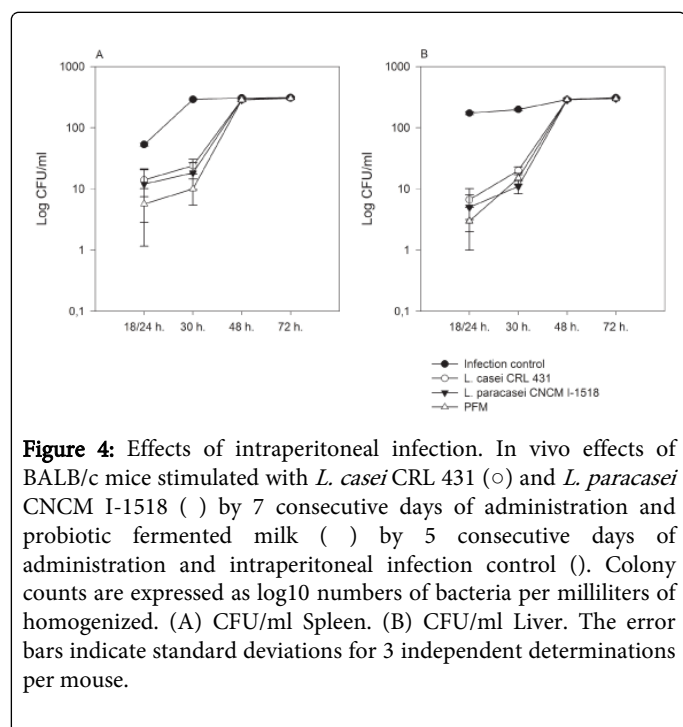 A
1000
100
10
1
0,1
Log CFU/ml
18/24 h.
30 h.
48 h.
72 h.
B
1000
100
10
1
0,1
Log CFU/ml
18/24 h.
30 h.
48 h.
72 h.
Infection control
L. casei CRL 431
L. paracasei CNCM I-1518
PFM
Figure 4: Effects of intraperitoneal infection. In vivo effects of
BALB/c mice stimulated with L. casei CRL 431 (○) and L. paracasei
CNCM I-1518 ( ) by 7 consecutive days of administration and
probiotic fermented milk ( ) by 5 consecutive days of
administration and intraperitoneal infection control (). Colony
counts are expressed as log10 numbers of bacteria per milliliters of
homogenized. (A) CFU/ml Spleen. (B) CFU/ml Liver. The error
bars indicate standard deviations for 3 independent determinations
per mouse.